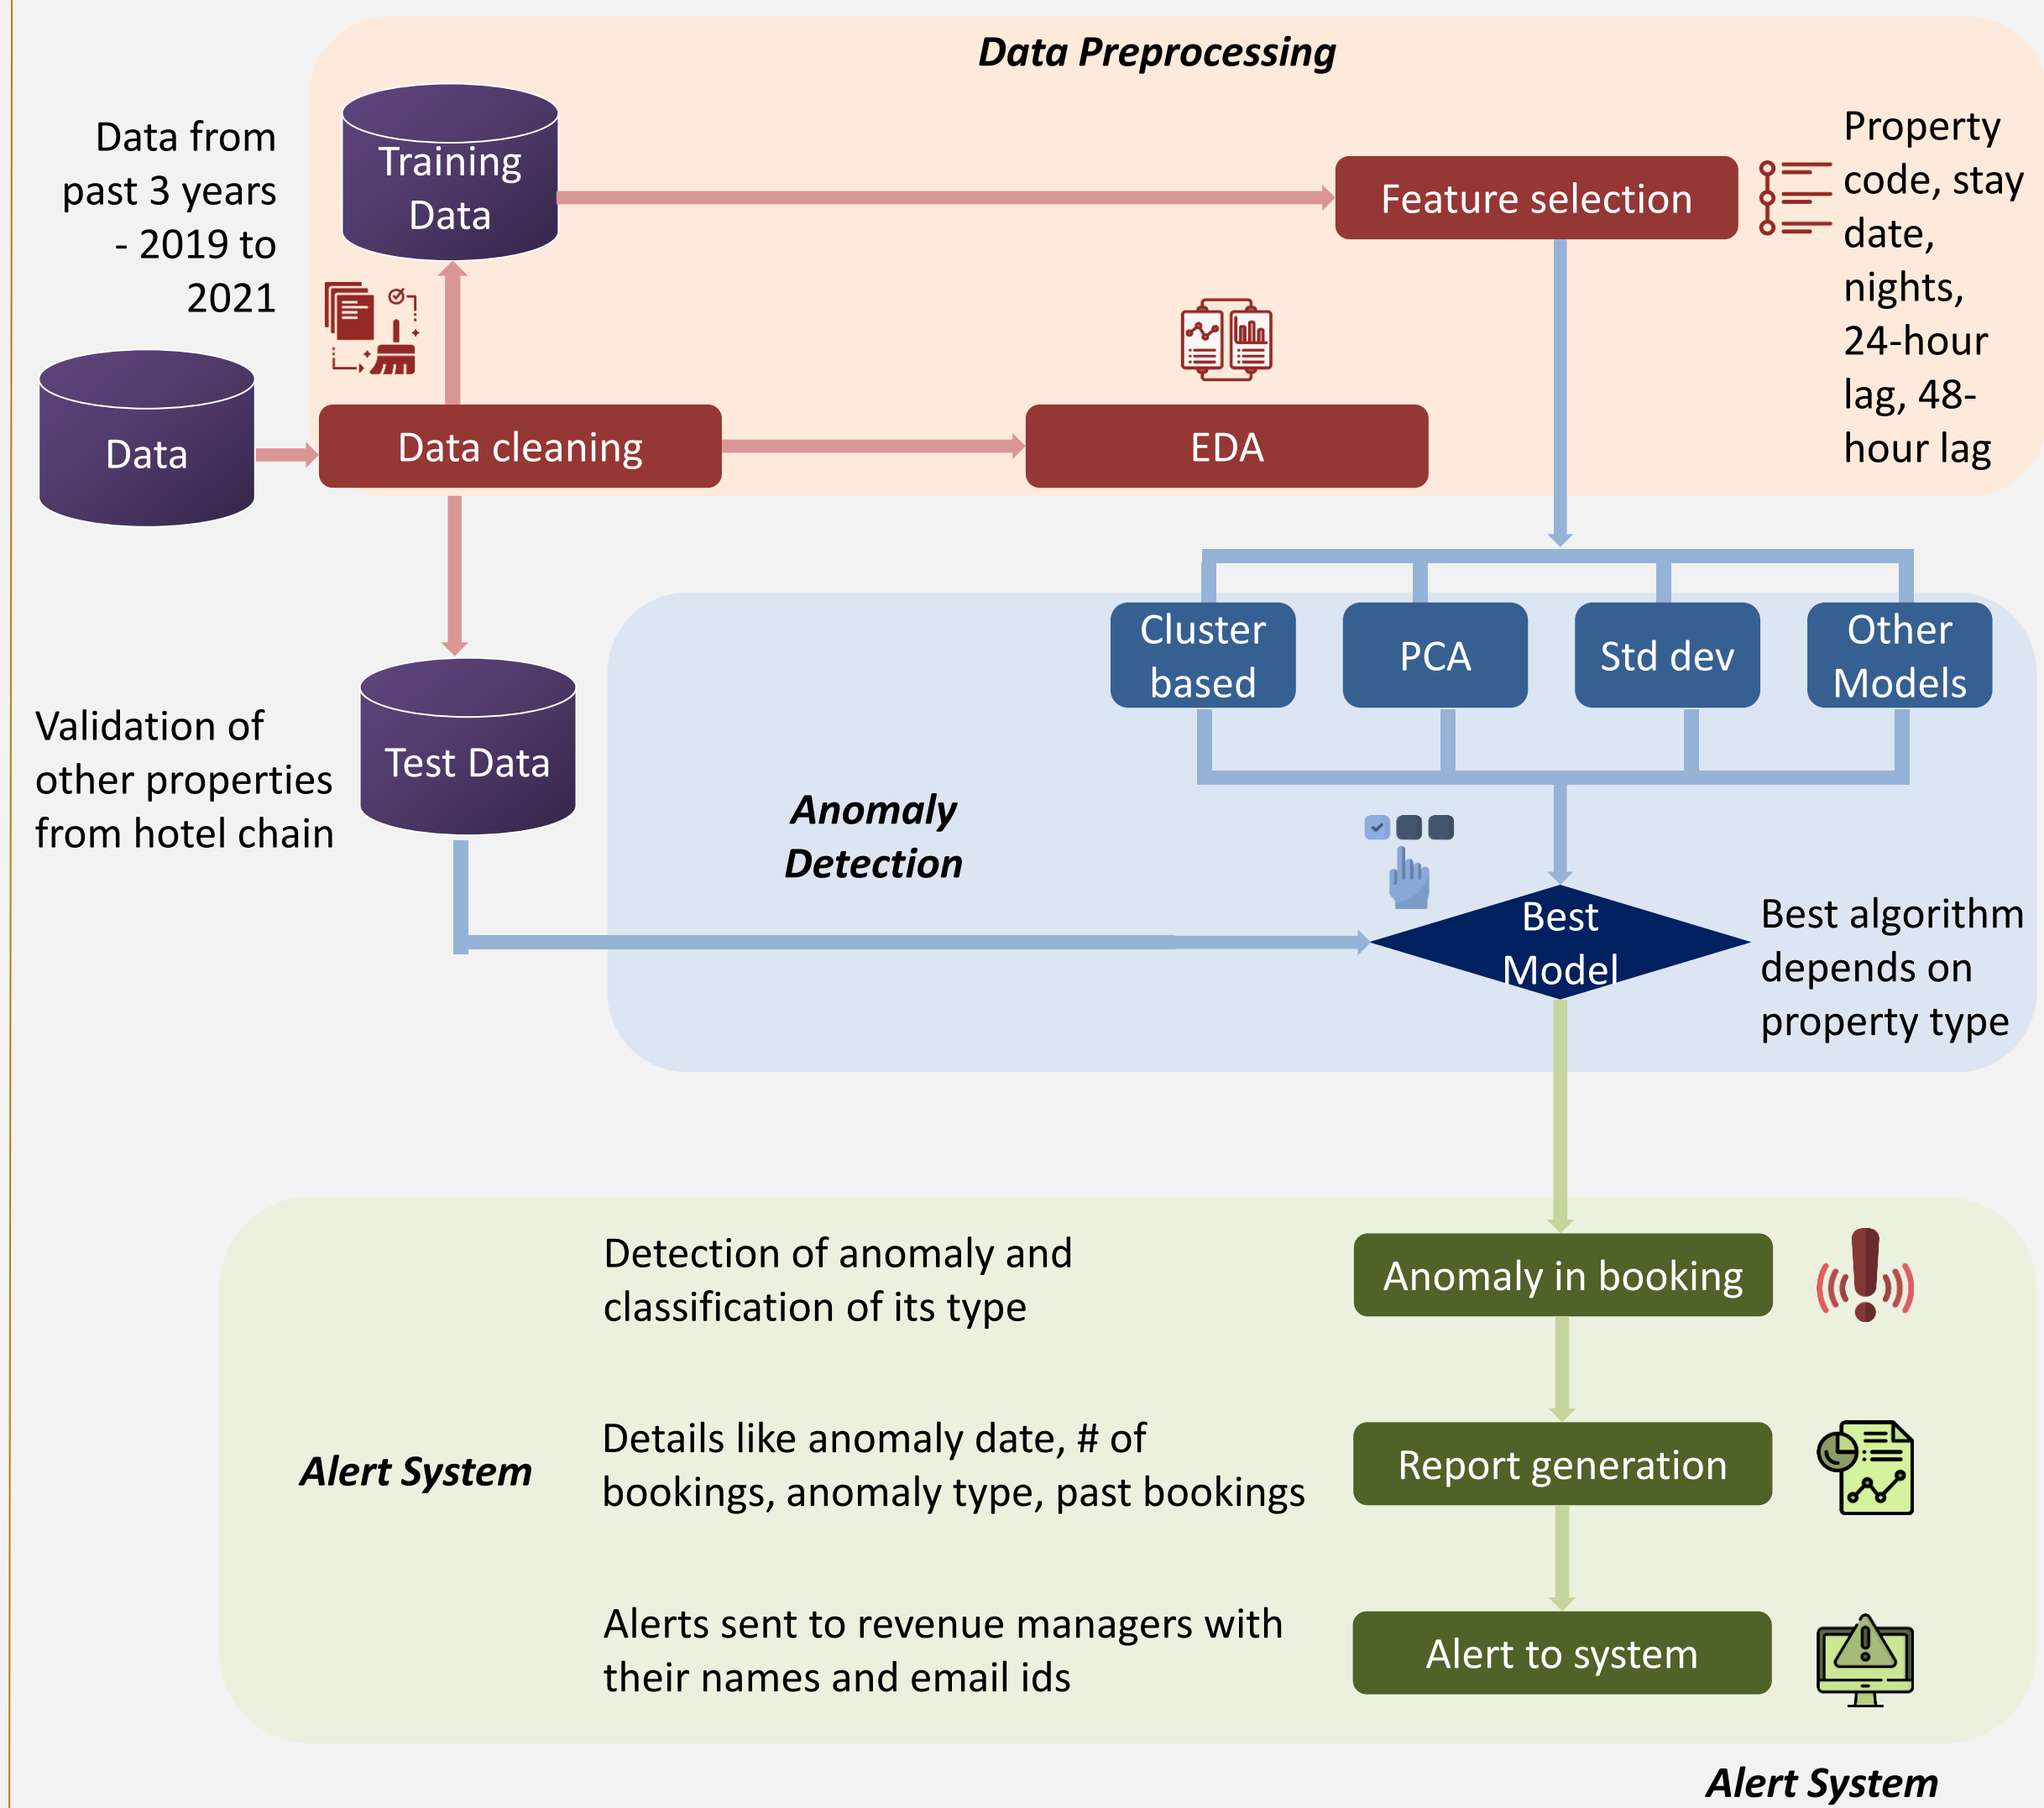 Data Preprocessing
Data from
past 3 years
- 2019 to
2021
Training
Data
Feature selection
Property
code, stay
date,
nights,
24-hour
lag, 48-
hour lag
Data
Data cleaning
EDA
Cluster
based
PCA
Std dev
Other
Models
Validation of
other properties
from hotel chain
Test Data
Anomaly
Detection
Best
Model
Best algorithm
depends on
property type
Detection of anomaly and
classification of its type
Anomaly in booking
Alert System
Details like anomaly date, # of
bookings, anomaly type, past bookings
Report generation
Alerts sent to revenue managers with
their names and email ids
Alert to system
Alert System